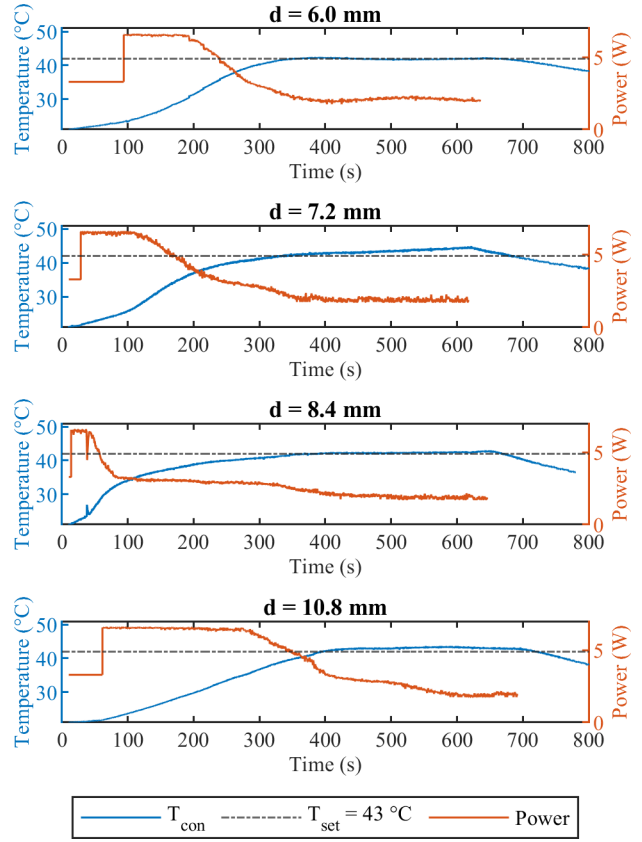 d = 6.0 mm
Temperature (°C)
50
40
30
5
0
Power (W)
0 100 200 300 400 500 600 700 800
Time (s)
d = 7.2 mm
Temperature (°C)
50
40
30
5
0
Power (W)
0 100 200 300 400 500 600 700 800
Time (s)
d = 8.4 mm
Temperature (°C)
50
40
30
5
0
Power (W)
0 100 200 300 400 500 600 700 800
Time (s)
d = 10.8 mm
Temperature (°C)
50
40
30
5
0
Power (W)
0 100 200 300 400 500 600 700 800
Time (s)
T_con T_set = 43 °C Power